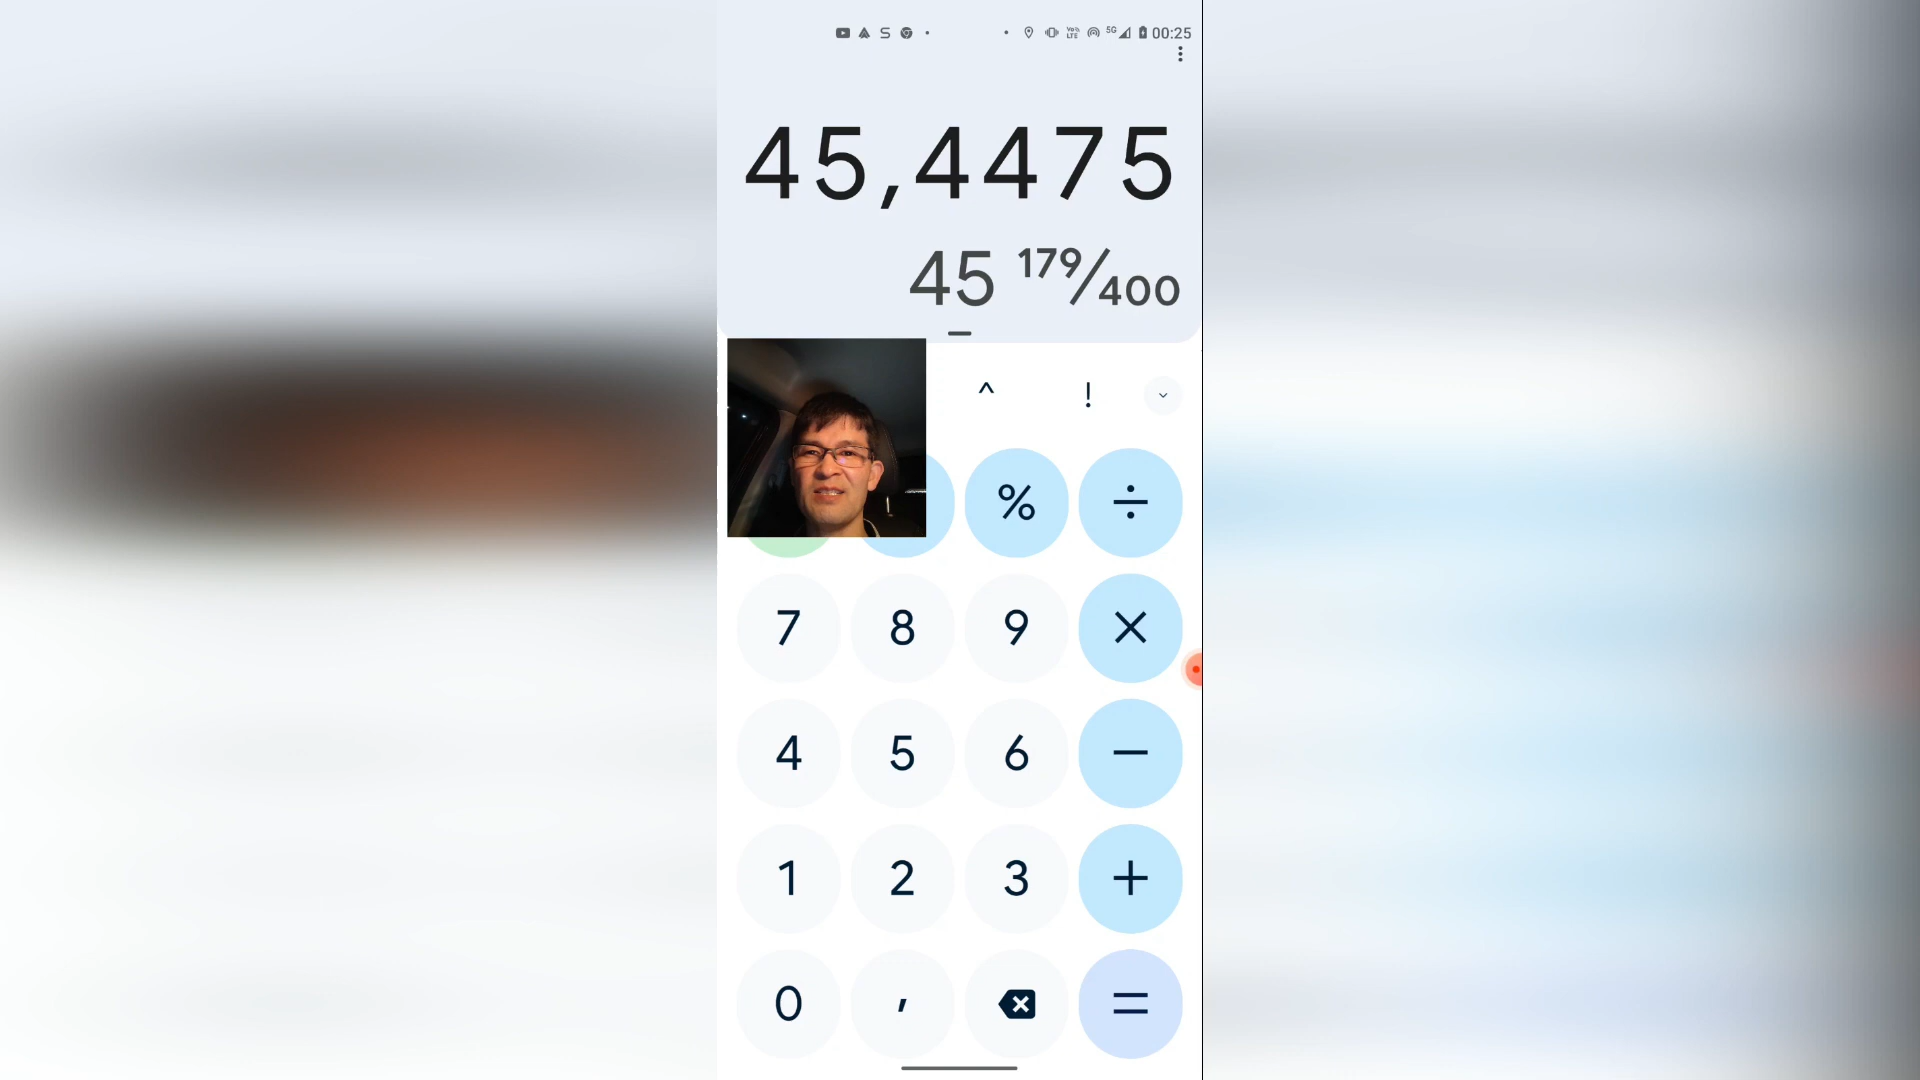 00:25
45,4475
45 179/400
^ !
% ÷
7 8 9 ×
4 5 6 −
1 2 3 +
0 , =